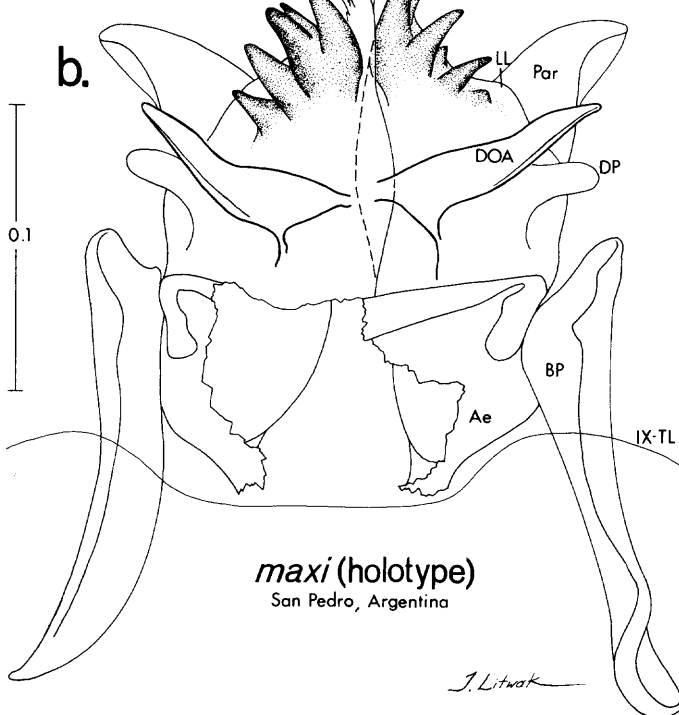 b.
LL
Par
DOA
DP
0.1
BP
Ae
IX-TL
maxi (holotype)
San Pedro, Argentina
J. Litwak